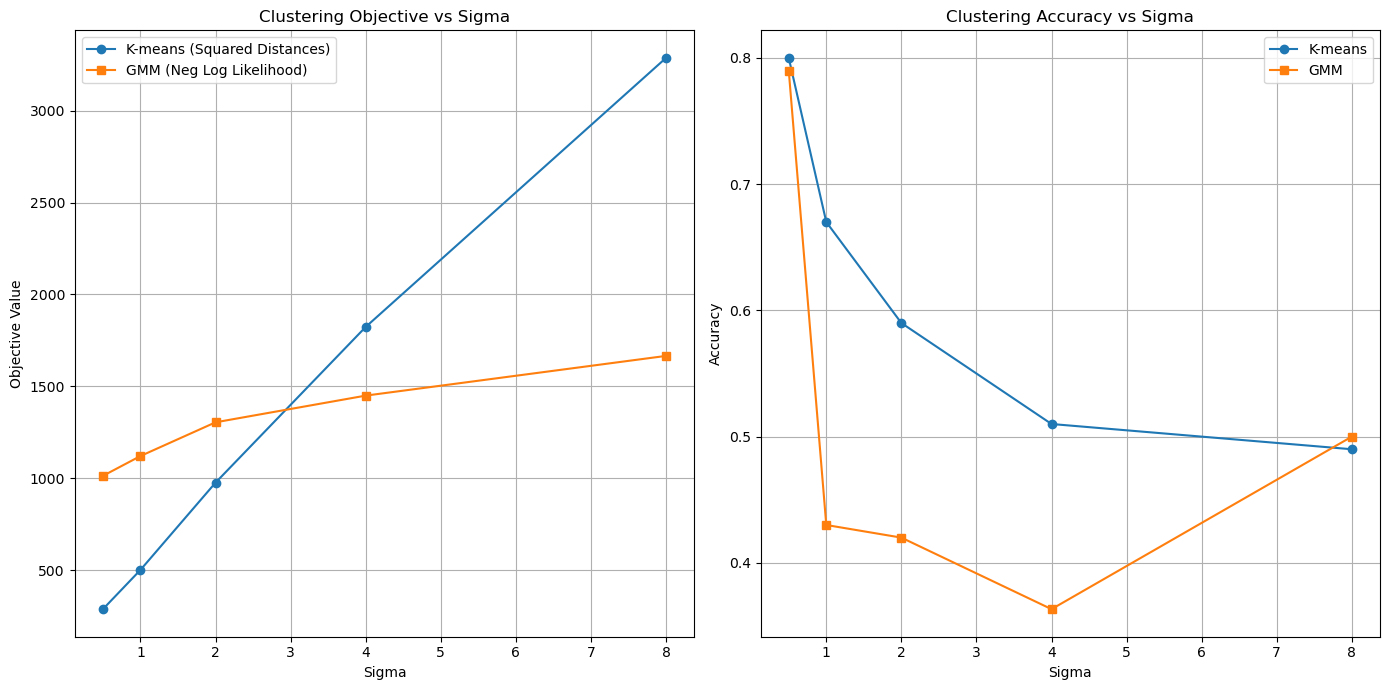 Clustering Objective vs Sigma
K-means (Squared Distances)
GMM (Neg Log Likelihood)
Objective Value
3000
2500
2000
1500
1000
500
1 2 3 4 5 6 7 8
Sigma
Clustering Accuracy vs Sigma
K-means
GMM
Accuracy
0.8
0.7
0.6
0.5
0.4
1 2 3 4 5 6 7 8
Sigma